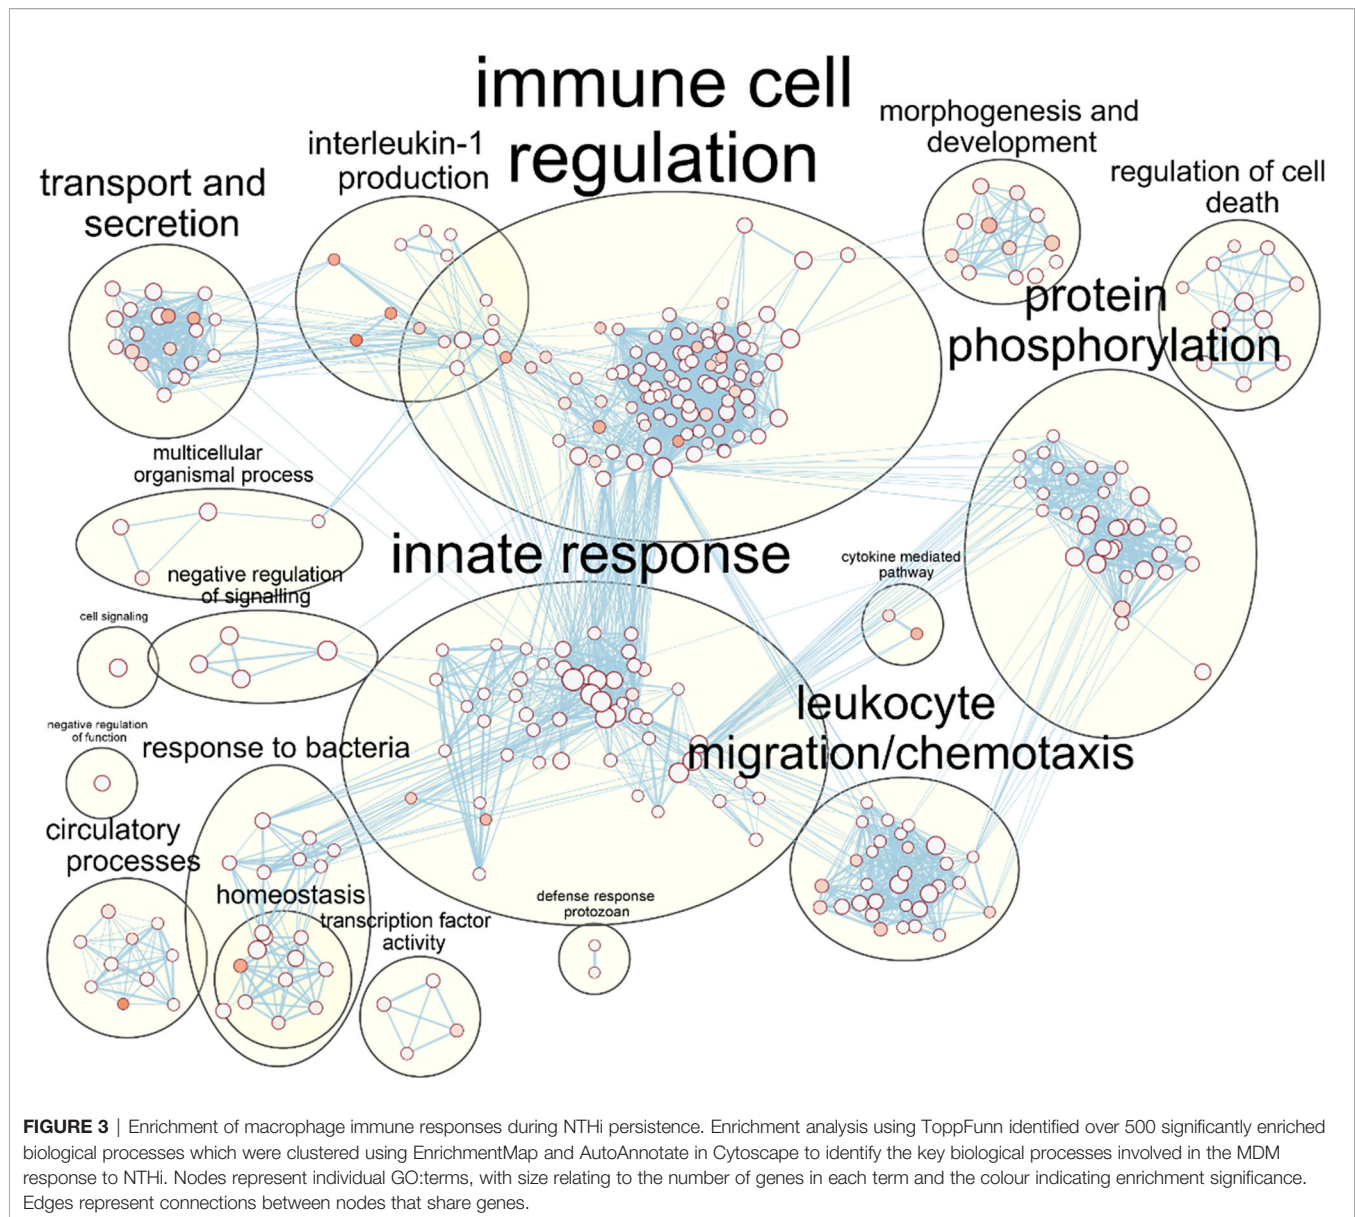 immune cell
regulation
morphogenesis and
development
interleukin-1
production
regulation of cell
death
transport and
secretion
protein
phosphorylation
multicellular
organismal process
innate response
cytokine mediated
pathway
negative regulation
of signalling
cell signaling
leukocyte
migration/chemotaxis
negative regulation
of function
response to bacteria
circulatory
processes
homeostasis
transcription factor
activity
defense response
protozoan
FIGURE 3 | Enrichment of macrophage immune responses during NTHi persistence. Enrichment analysis using ToppFunn identified over 500 significantly enriched
biological processes which were clustered using EnrichmentMap and AutoAnnotate in Cytoscape to identify the key biological processes involved in the MDM
response to NTHi. Nodes represent individual GO:terms, with size relating to the number of genes in each term and the colour indicating enrichment significance.
Edges represent connections between nodes that share genes.